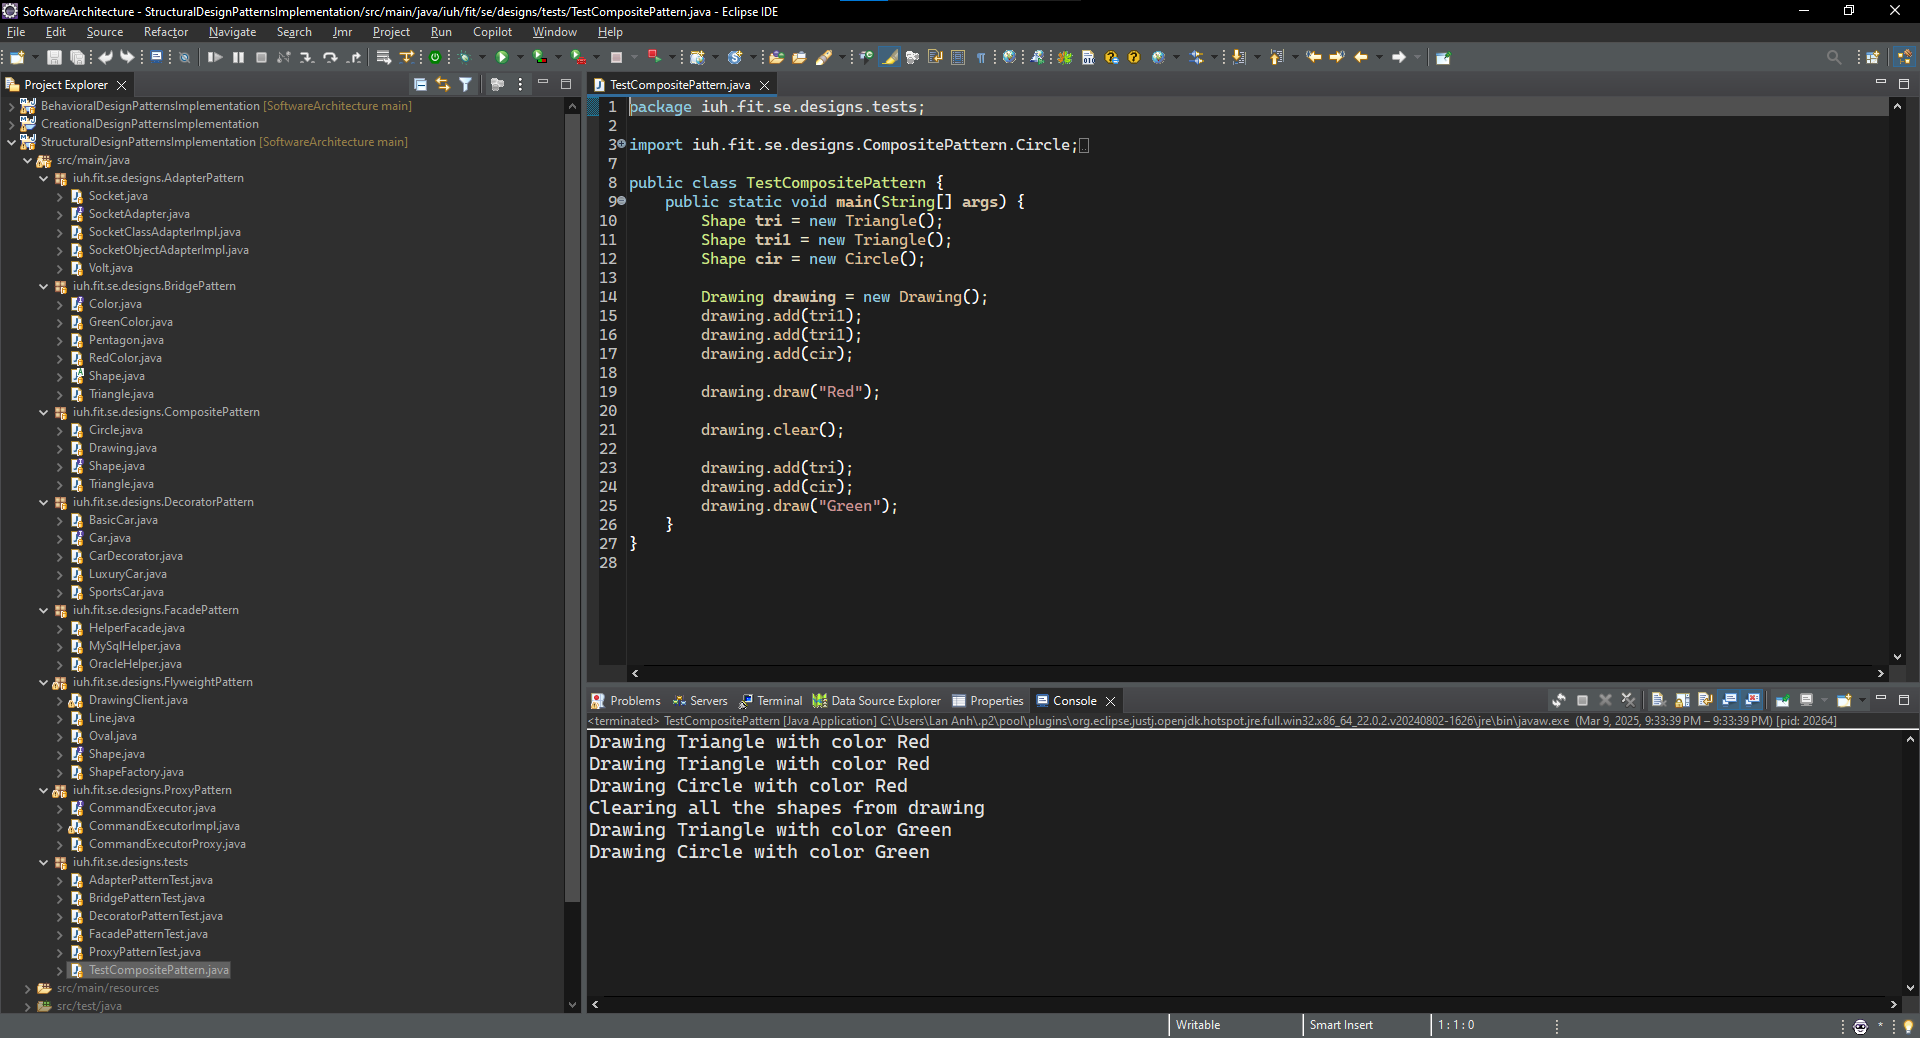 SoftwareArchitecture - StructuralDesignPatternsImplementation/src/main/java/iuh/fit/se/designs/tests/TestCompositePattern.java - Eclipse IDE
File Edit Source Refactor Navigate Search Jmr Project Run Copilot Window Help
Project Explorer
BehavioralDesignPatternsImplementation [SoftwareArchitecture main]
CreationalDesignPatternsImplementation
StructuralDesignPatternsImplementation [SoftwareArchitecture main]
src/main/java
iuh.fit.se.designs.AdapterPattern
Socket.java
SocketAdapter.java
SocketClassAdapterImpl.java
SocketObjectAdapterImpl.java
Volt.java
iuh.fit.se.designs.BridgePattern
Color.java
GreenColor.java
Pentagon.java
RedColor.java
Shape.java
Triangle.java
iuh.fit.se.designs.CompositePattern
Circle.java
Drawing.java
Shape.java
Triangle.java
iuh.fit.se.designs.DecoratorPattern
BasicCar.java
Car.java
CarDecorator.java
LuxuryCar.java
SportsCar.java
iuh.fit.se.designs.FacadePattern
HelperFacade.java
MySqlHelper.java
OracleHelper.java
iuh.fit.se.designs.FlyweightPattern
DrawingClient.java
Line.java
Oval.java
Shape.java
ShapeFactory.java
iuh.fit.se.designs.ProxyPattern
CommandExecutor.java
CommandExecutorImpl.java
CommandExecutorProxy.java
iuh.fit.se.designs.tests
AdapterPatternTest.java
BridgePatternTest.java
DecoratorPatternTest.java
FacadePatternTest.java
ProxyPatternTest.java
TestCompositePattern.java
src/main/resources
src/test/java
TestCompositePattern.java
1 package iuh.fit.se.designs.tests;
2
3 import iuh.fit.se.designs.CompositePattern.Circle;
7
8 public class TestCompositePattern {
9     public static void main(String[] args) {
10         Shape tri = new Triangle();
11         Shape tri1 = new Triangle();
12         Shape cir = new Circle();
13
14         Drawing drawing = new Drawing();
15         drawing.add(tri1);
16         drawing.add(tri1);
17         drawing.add(cir);
18
19         drawing.draw("Red");
20
21         drawing.clear();
22
23         drawing.add(tri);
24         drawing.add(cir);
25         drawing.draw("Green");
26     }
27 }
28
Problems Servers Terminal Data Source Explorer Properties Console
<terminated> TestCompositePattern [Java Application] C:\Users\Lan Anh\.p2\pool\plugins\org.eclipse.justj.openjdk.hotspot.jre.full.win32.x86_64_22.0.2.v20240802-1626\jre\bin\javaw.exe (Mar 9, 2025, 9:33:39 PM – 9:33:39 PM) [pid: 20264]
Drawing Triangle with color Red
Drawing Triangle with color Red
Drawing Circle with color Red
Clearing all the shapes from drawing
Drawing Triangle with color Green
Drawing Circle with color Green
Writable Smart Insert 1 : 1 : 0